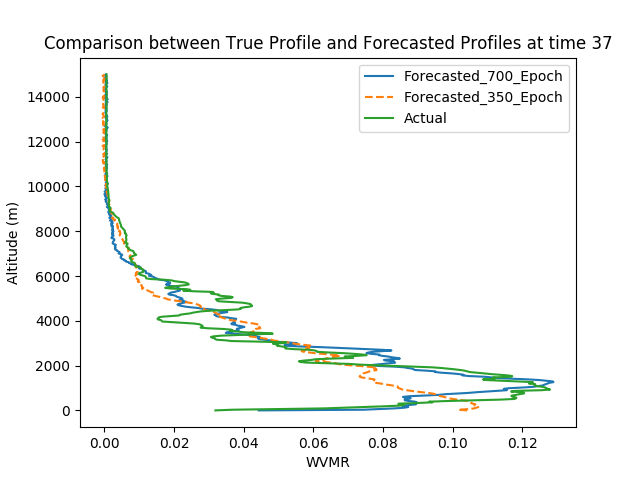 Comparison between True Profile and Forecasted Profiles at time 37
Forecasted_700_Epoch
Forecasted_350_Epoch
Actual
14000
12000
10000
8000
6000
4000
2000
0
Altitude (m)
0.00 0.02 0.04 0.06 0.08 0.10 0.12
WVMR